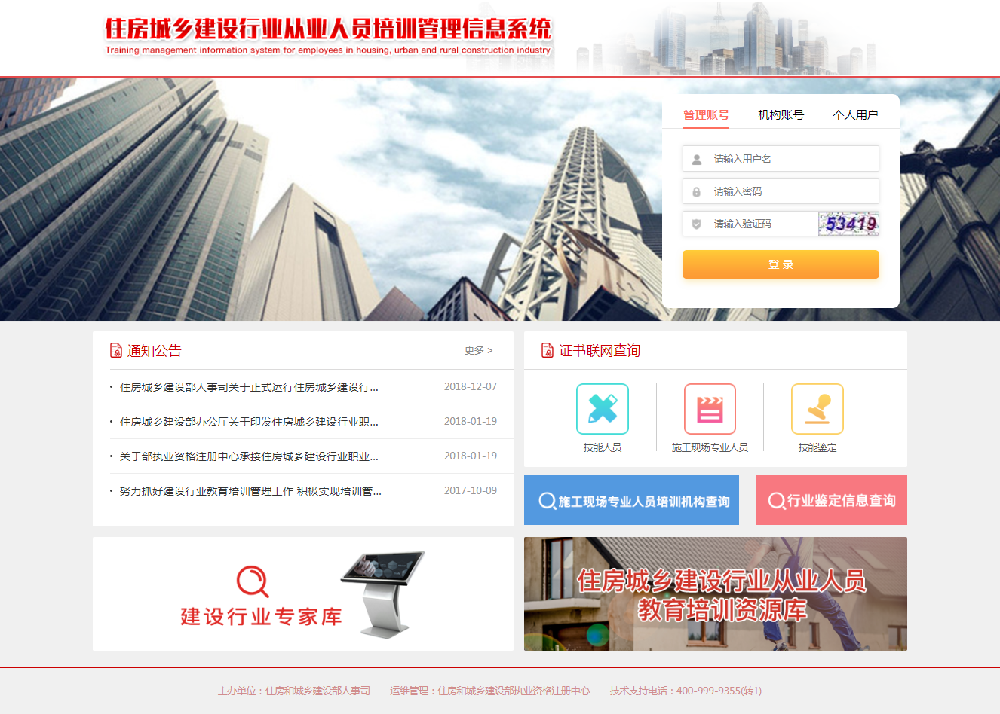 住房城乡建设行业从业人员培训管理信息系统
Training management information system for employees in housing, urban and rural construction industry
管理账号 机构账号 个人用户
请输入用户名
请输入密码
请输入验证码 53419
登 录
通知公告 更多 >
· 住房城乡建设部人事司关于正式运行住房城乡建设行... 2018-12-07
· 住房城乡建设部办公厅关于印发住房城乡建设行业职... 2018-01-19
· 关于部执业资格注册中心承接住房城乡建设行业职业... 2018-01-19
· 努力抓好建设行业教育培训管理工作 积极实现培训管... 2017-10-09
证书联网查询
技能人员 施工现场专业人员 技能鉴定
施工现场专业人员培训机构查询 行业鉴定信息查询
建设行业专家库
住房城乡建设行业从业人员
教育培训资源库
主办单位：住房和城乡建设部人事司 运维管理：住房和城乡建设部执业资格注册中心 技术支持电话：400-999-9355(转1)